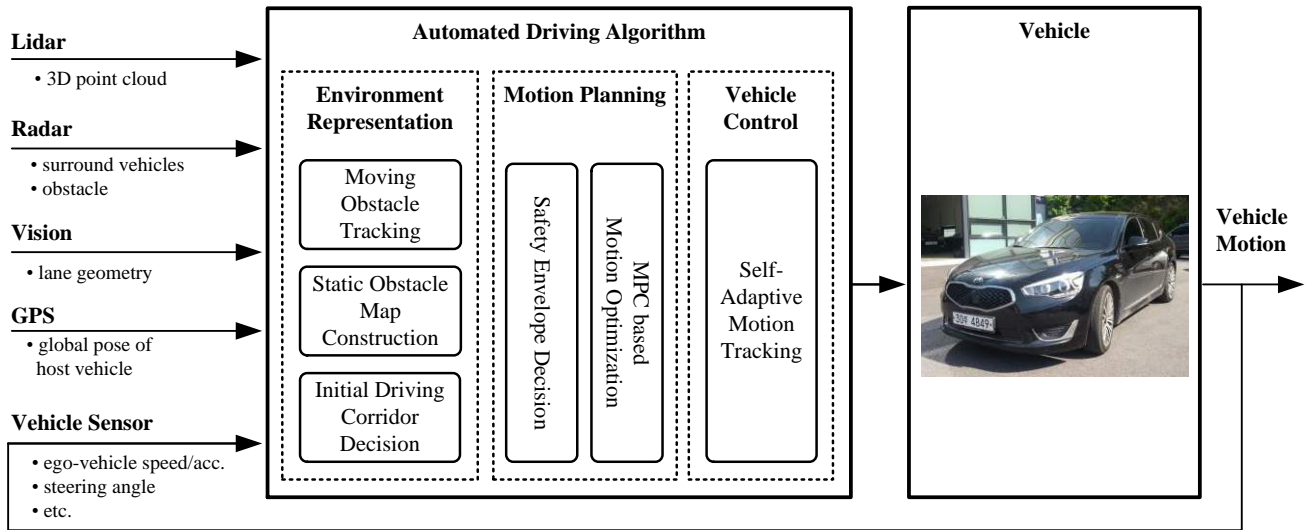 Lidar
• 3D point cloud
Radar
• surround vehicles
• obstacle
Vision
• lane geometry
GPS
• global pose of
host vehicle
Vehicle Sensor
• ego-vehicle speed/acc.
• steering angle
• etc.
Automated Driving Algorithm
Environment
Representation
Moving
Obstacle
Tracking
Static Obstacle
Map
Construction
Initial Driving
Corridor
Decision
Motion Planning
Safety Envelope Decision
MPC based
Motion Optimization
Vehicle
Control
Self-
Adaptive
Motion
Tracking
Vehicle
4849
Vehicle
Motion